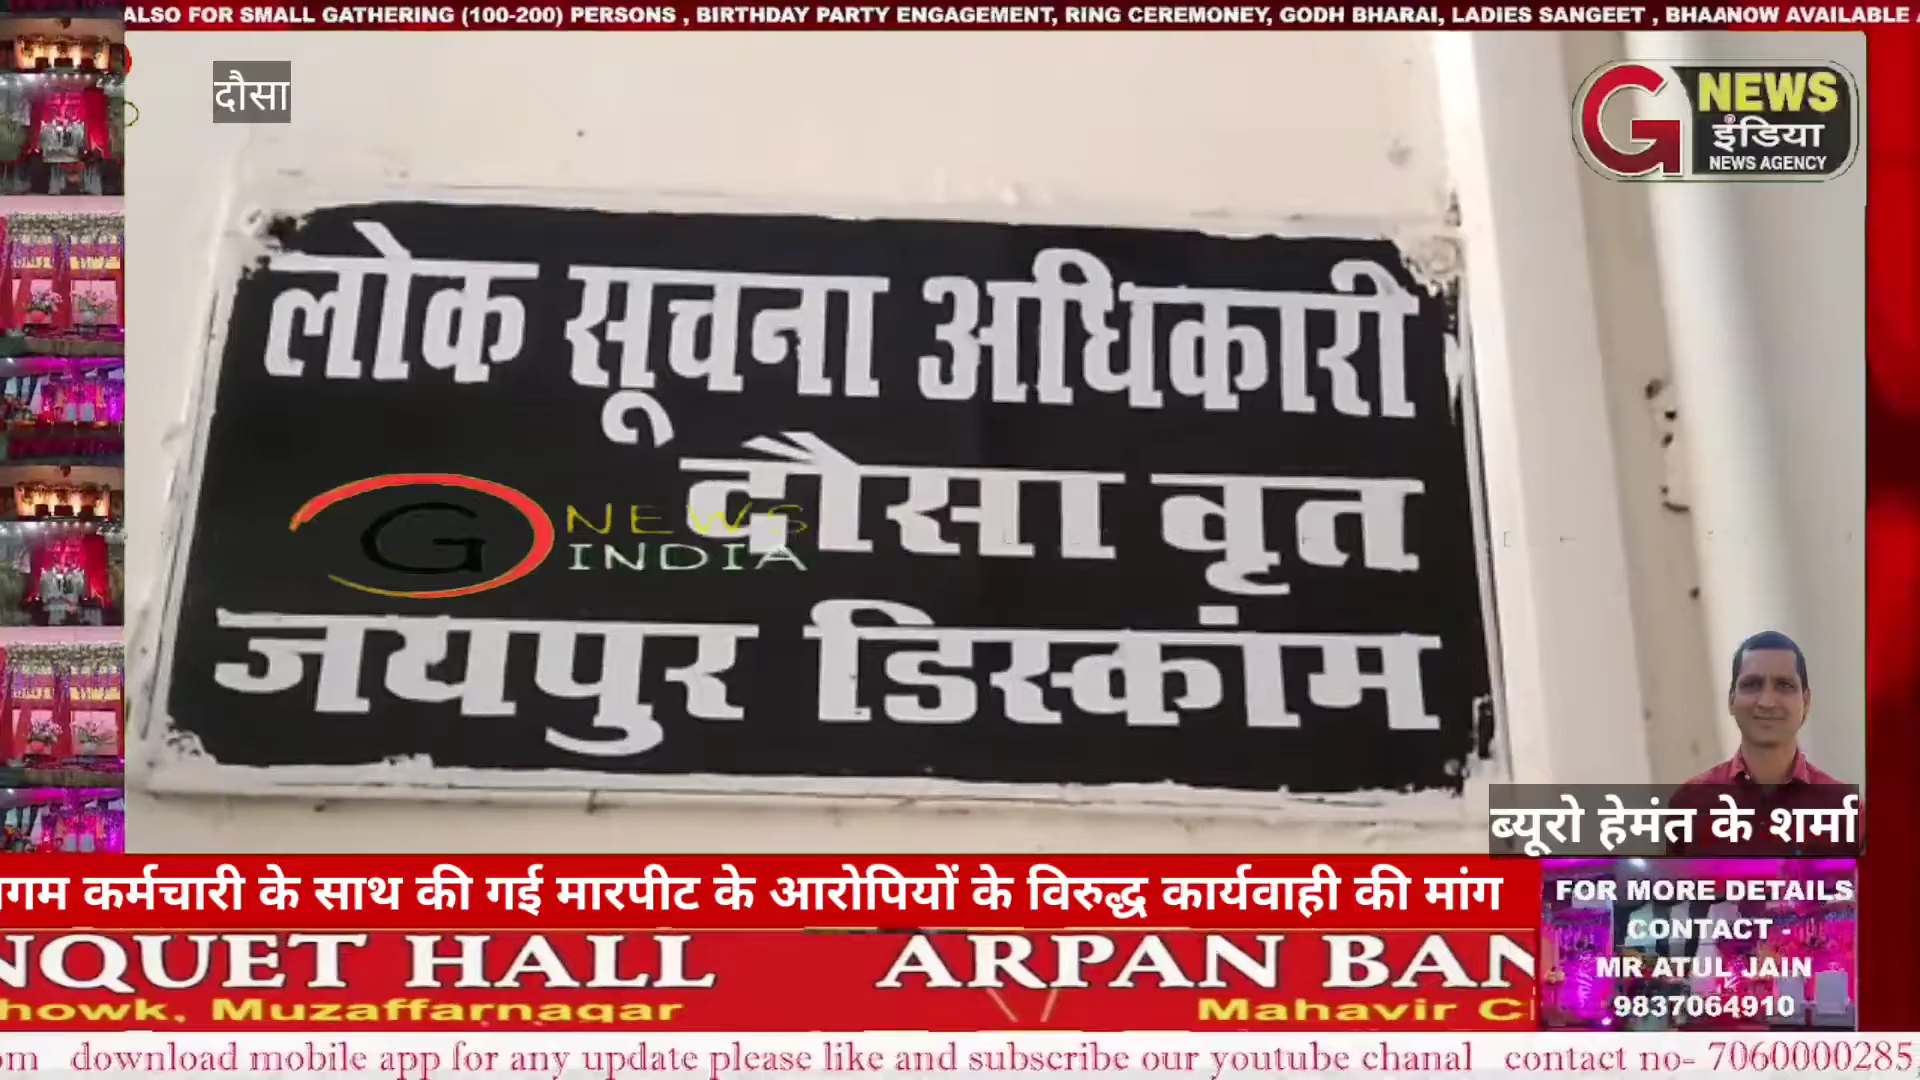 ALSO FOR SMALL GATHERING (100-200) PERSONS , BIRTHDAY PARTY ENGAGEMENT, RING CEREMONEY, GODH BHARAI, LADIES SANGEET , BHAANOW AVAILABLE
दौसा
G NEWS
इंडिया
NEWS AGENCY
लोक सूचना अधिकारी
दौसा वृत
G NEWS
INDIA
जयपुर डिस्कांम
ब्यूरो हेमंत के शर्मा
कर्मचारी के साथ की गई मारपीट के आरोपियों के विरुद्ध कार्यवाही की मांग
FOR MORE DETAILS
CONTACT -
MR ATUL JAIN
9837064910
NQUET HALL ARPAN BAN
howk, Muzaffarnagar Mahavir C
om download mobile app for any update please like and subscribe our youtube chanal contact no- 7060000285,